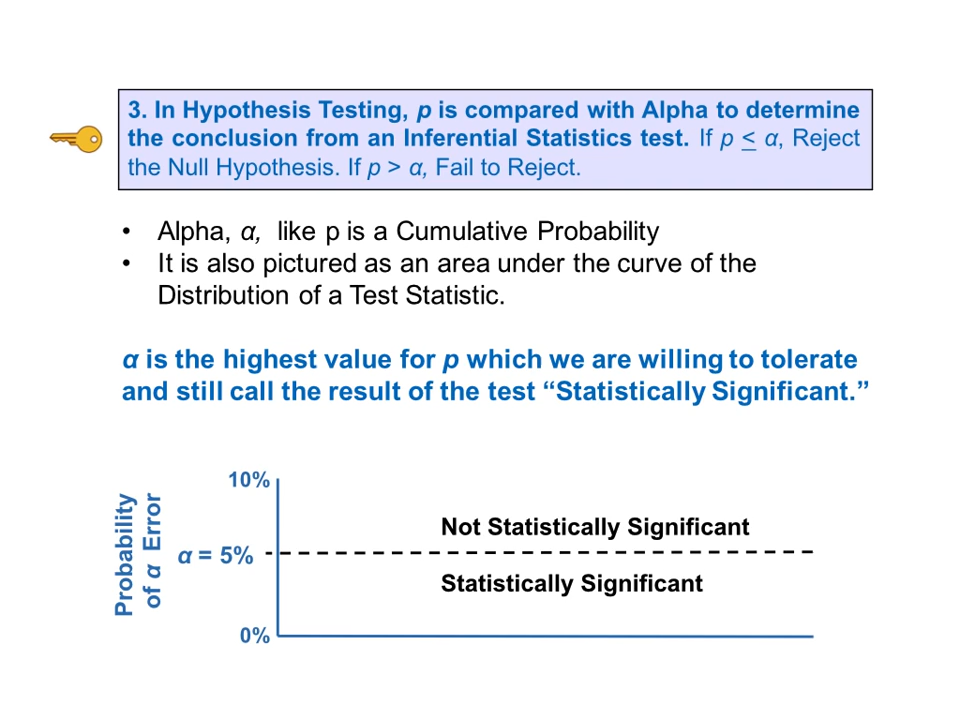 3. In Hypothesis Testing, p is compared with Alpha to determine
the conclusion from an Inferential Statistics test. If p ≤ α, Reject
the Null Hypothesis. If p > α, Fail to Reject.
• Alpha, α, like p is a Cumulative Probability
• It is also pictured as an area under the curve of the
Distribution of a Test Statistic.
α is the highest value for p which we are willing to tolerate
and still call the result of the test “Statistically Significant.”
Probability
of α Error
10%
Not Statistically Significant
α = 5%
Statistically Significant
0%